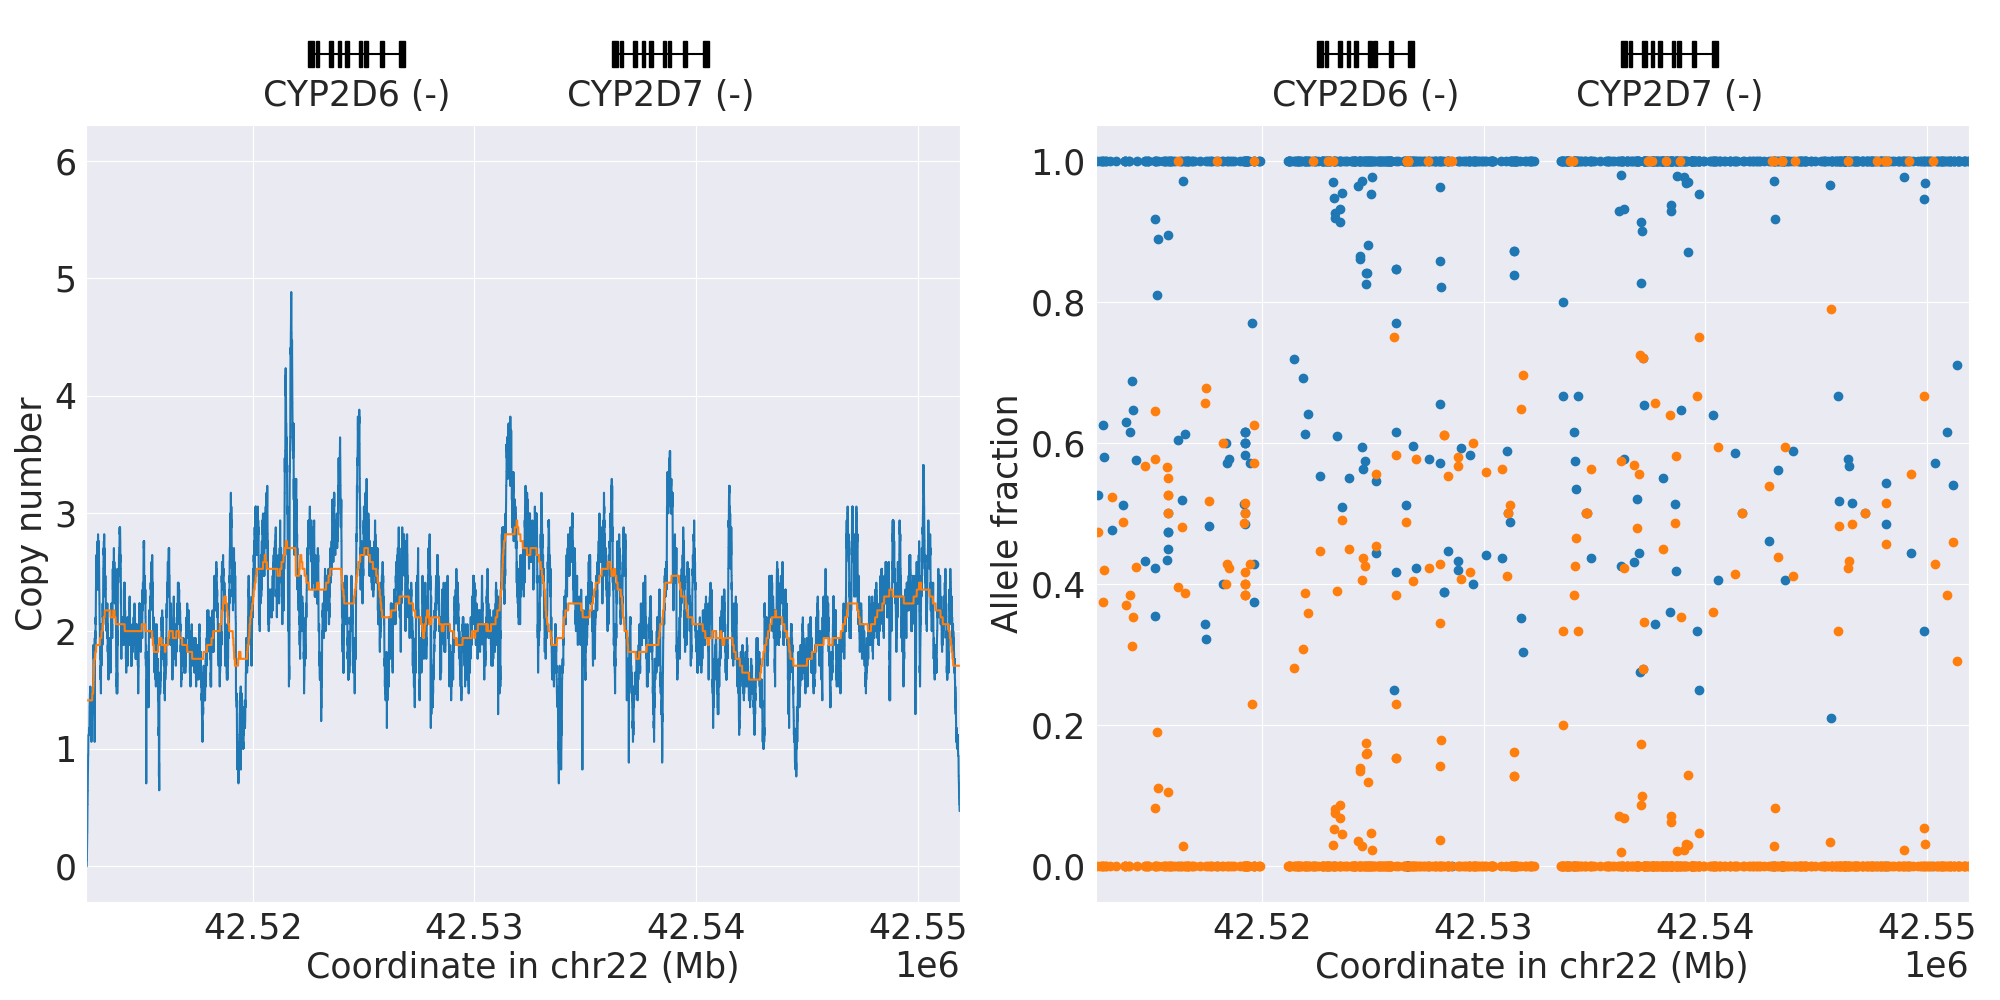 CYP2D6 (-) CYP2D7 (-)
6
5
4
3
2
1
0
Copy number
42.52 42.53 42.54 42.55
Coordinate in chr22 (Mb) 1e6
CYP2D6 (-) CYP2D7 (-)
1.0
0.8
0.6
0.4
0.2
0.0
Allele fraction
42.52 42.53 42.54 42.55
Coordinate in chr22 (Mb) 1e6